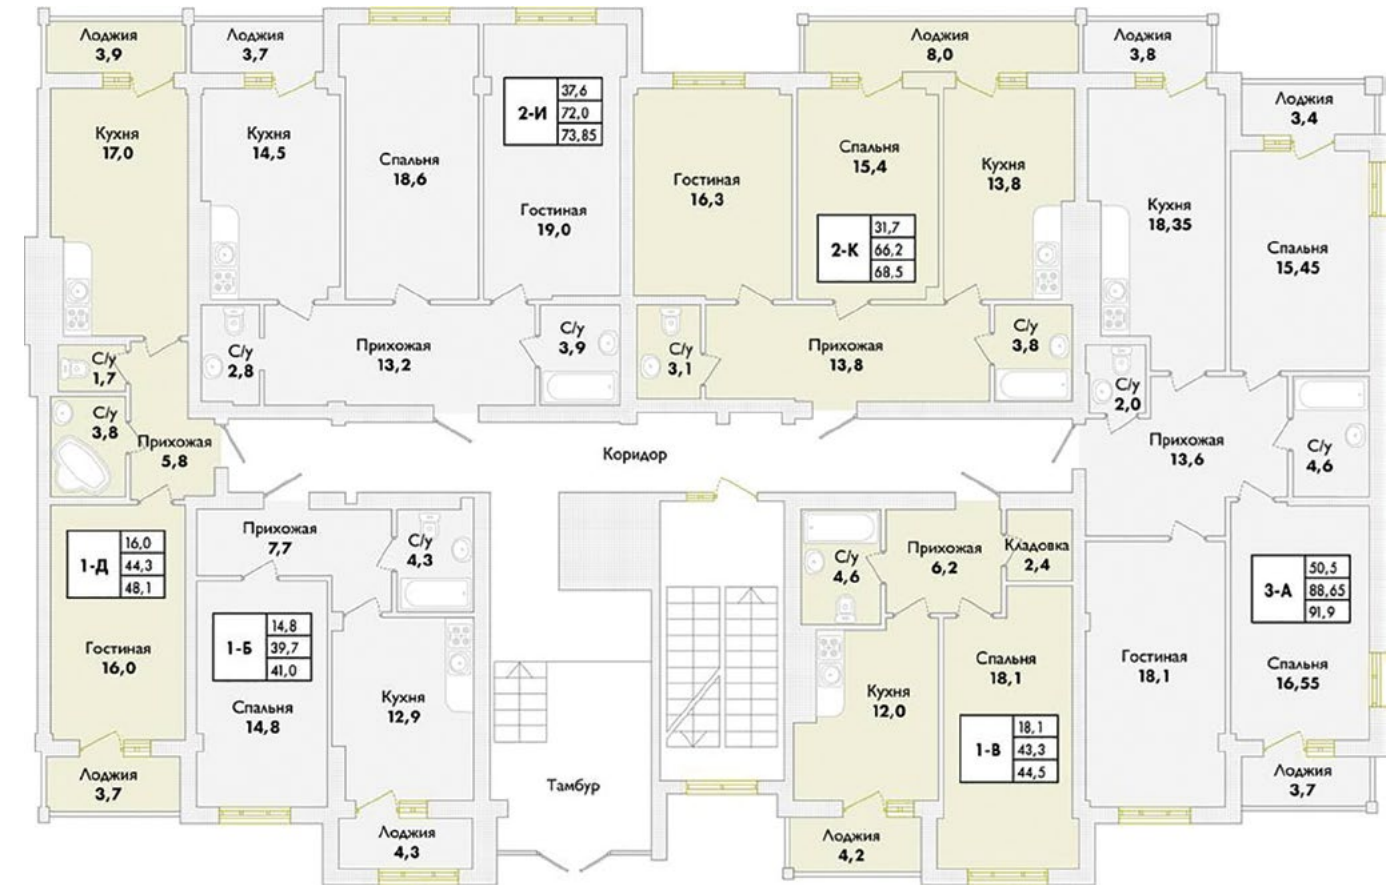 Лоджия
3,9
Лоджия
3,7
Лоджия
8,0
Лоджия
3,8
Лоджия
3,4
Кухня
17,0
Кухня
14,5
Спальня
18,6
2-И
37,6
72,0
73,85
Гостиная
19,0
Гостиная
16,3
Спальня
15,4
2-К
31,7
66,2
68,5
Кухня
13,8
Кухня
18,35
Спальня
15,45
С/у
1,7
С/у
2,8
Прихожая
13,2
С/у
3,9
С/у
3,1
Прихожая
13,8
С/у
3,8
С/у
2,0
С/у
3,8
Прихожая
5,8
Коридор
Прихожая
13,6
С/у
4,6
Прихожая
7,7
С/у
4,3
С/у
4,6
Прихожая
6,2
Кладовка
2,4
1-Д
16,0
44,3
48,1
1-Б
14,8
39,7
41,0
3-А
50,5
88,65
91,9
Гостиная
16,0
Спальня
14,8
Кухня
12,9
Кухня
12,0
Спальня
18,1
Гостиная
18,1
Спальня
16,55
1-В
18,1
43,3
44,5
Лоджия
3,7
Тамбур
Лоджия
3,7
Лоджия
4,3
Лоджия
4,2